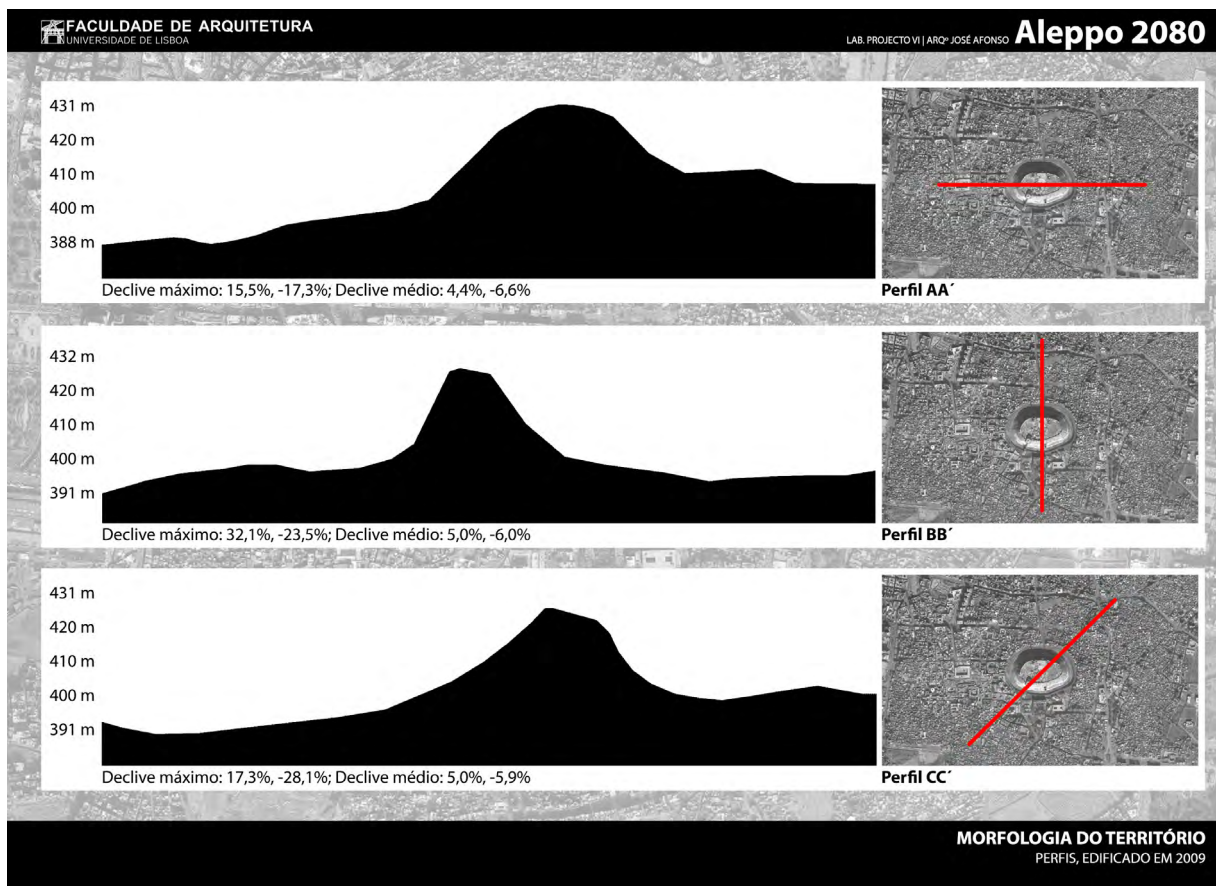 FACULDADE DE ARQUITETURA
UNIVERSIDADE DE LISBOA
LAB. PROJECTO VI | ARQº JOSÉ AFONSO Aleppo 2080
431 m
420 m
410 m
400 m
388 m
Declive máximo: 15,5%, -17,3%; Declive médio: 4,4%, -6,6%
Perfil AA´
432 m
420 m
410 m
400 m
391 m
Declive máximo: 32,1%, -23,5%; Declive médio: 5,0%, -6,0%
Perfil BB´
431 m
420 m
410 m
400 m
391 m
Declive máximo: 17,3%, -28,1%; Declive médio: 5,0%, -5,9%
Perfil CC´
MORFOLOGIA DO TERRITÓRIO
PERFIS, EDIFICADO EM 2009